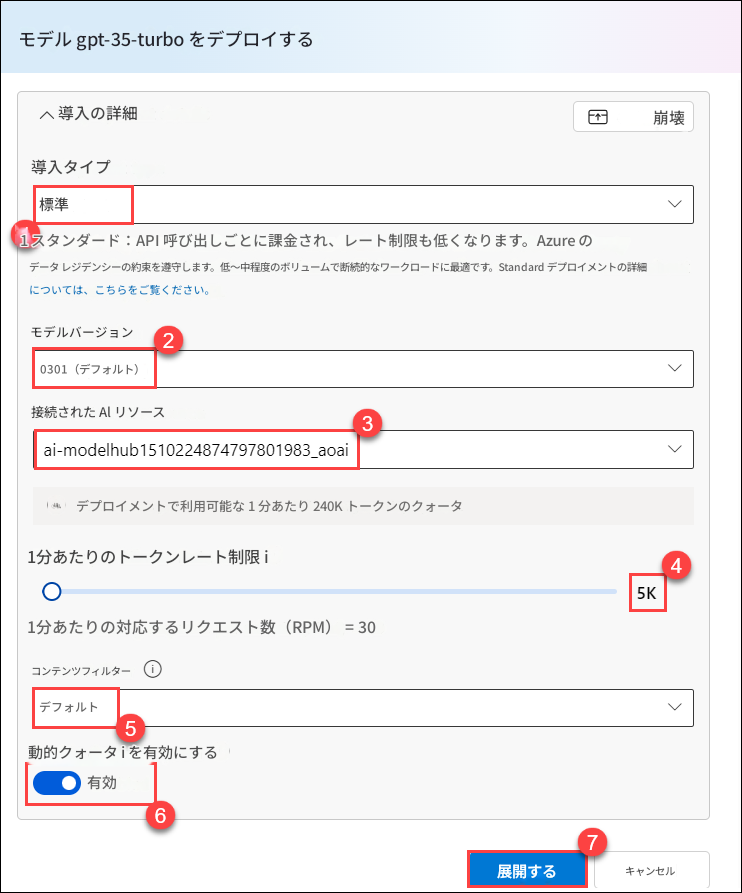 モデル gpt-35-turbo をデプロイする
導入の詳細
崩壊
導入タイプ
標準
1
スタンダード：API 呼び出しごとに課金され、レート制限も低くなります。Azure の
データ レジデンシーの約束を遵守します。低～中程度のボリュームで断続的なワークロードに最適です。Standard デプロイメントの詳細
については、こちらをご覧ください。
モデルバージョン
2
0301（デフォルト）
接続された AI リソース
3
ai-modelhub1510224874797801983_aoai
デプロイメントで利用可能な 1 分あたり 240K トークンのクォータ
1分あたりのトークンレート制限 i
4
5K
1分あたりの対応するリクエスト数（RPM） = 30
コンテンツフィルター
デフォルト
5
動的クォータ i を有効にする
有効
6
7
展開する
キャンセル